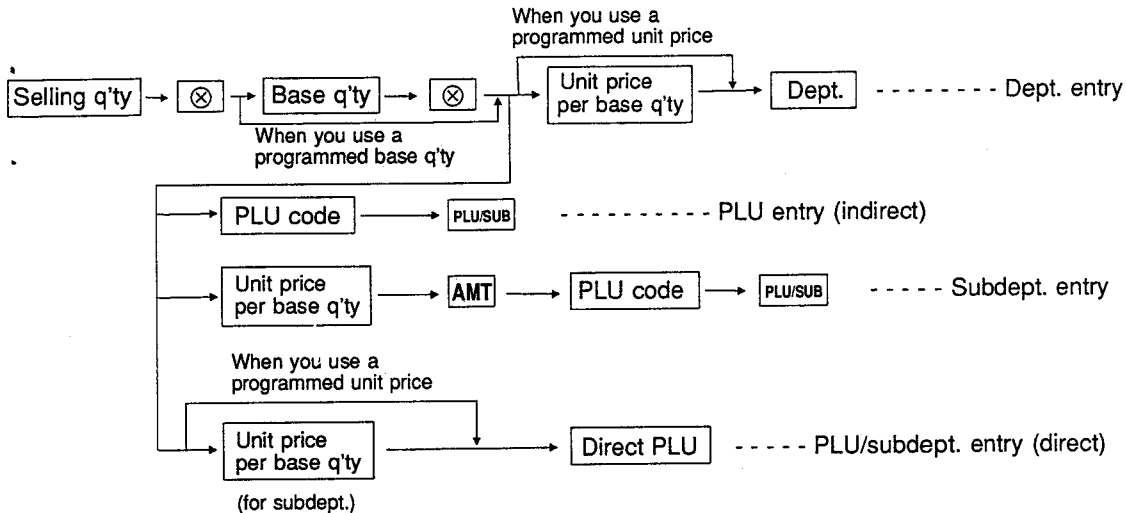 When you use a
programmed unit price
Selling q'ty
⊗
Base q'ty
⊗
Unit price
per base q'ty
Dept.
Dept. entry
When you use a
programmed base q'ty
PLU code
PLU/SUB
PLU entry (indirect)
Unit price
per base q'ty
AMT
PLU code
PLU/SUB
Subdept. entry
When you use a
programmed unit price
Unit price
per base q'ty
Direct PLU
PLU/subdept. entry (direct)
(for subdept.)